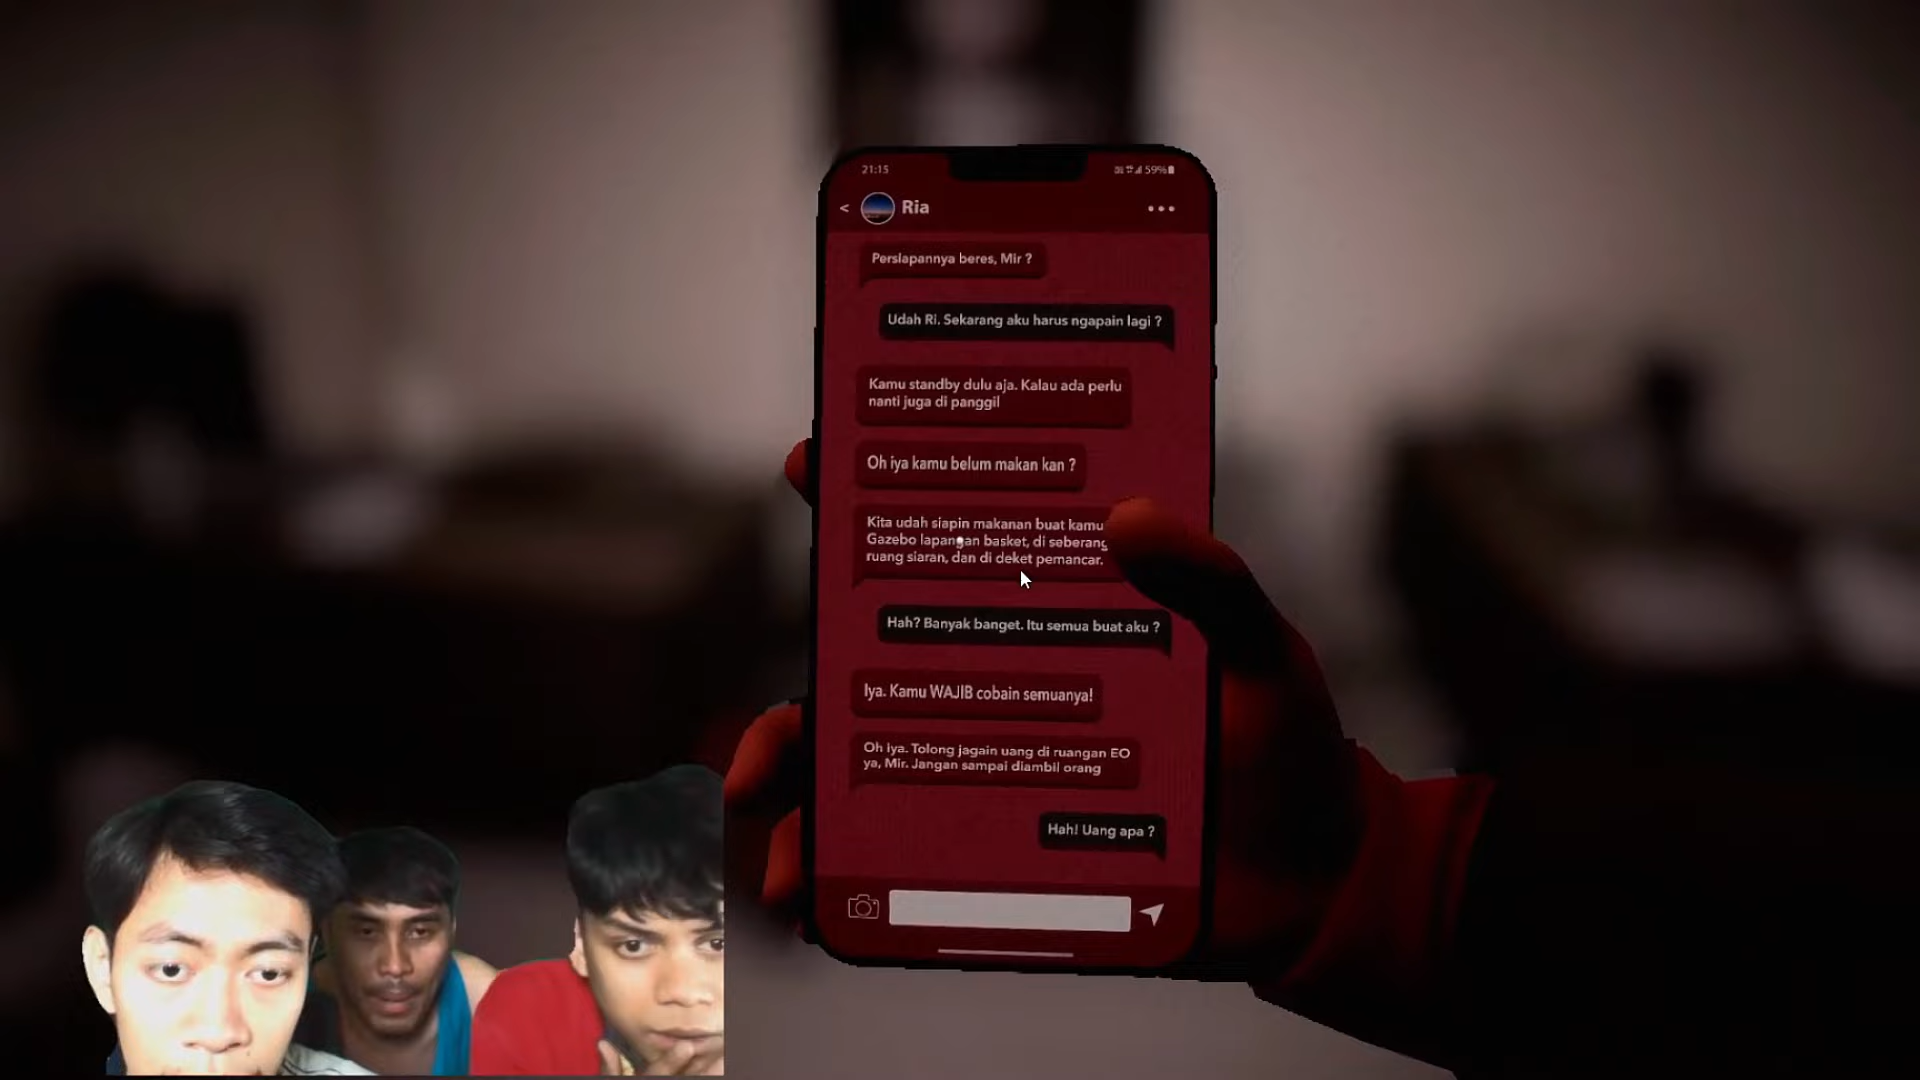 21:15
59%
< Ria
Persiapannya beres, Mir ?
Udah Ri. Sekarang aku harus ngapain lagi ?
Kamu standby dulu aja. Kalau ada perlu
nanti juga di panggil
Oh iya kamu belum makan kan ?
Kita udah siapin makanan buat kamu
Gazebo lapangan basket, di seberang
ruang siaran, dan di deket pemancar.
Hah? Banyak banget. Itu semua buat aku ?
Iya. Kamu WAJIB cobain semuanya!
Oh iya. Tolong jagain uang di ruangan EO
ya, Mir. Jangan sampai diambil orang
Hah! Uang apa ?